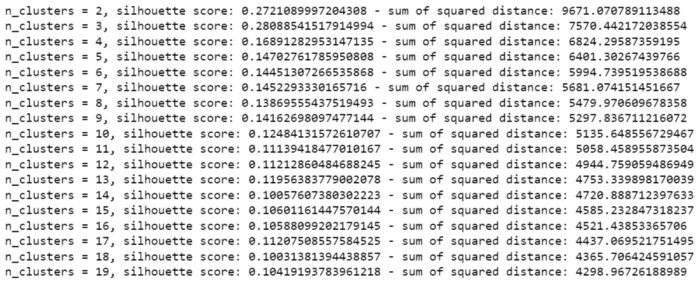 n_clusters = 2, silhouette score: 0.2721089997204308 - sum of squared distance: 9671.070789113488
n_clusters = 3, silhouette score: 0.28088541517914994 - sum of squared distance: 7570.442172038554
n_clusters = 4, silhouette score: 0.16891282953147135 - sum of squared distance: 6824.29587359195
n_clusters = 5, silhouette score: 0.14702761785950808 - sum of squared distance: 6401.30267439766
n_clusters = 6, silhouette score: 0.14451307266535868 - sum of squared distance: 5994.739519538688
n_clusters = 7, silhouette score: 0.1452293330165716 - sum of squared distance: 5681.074151451667
n_clusters = 8, silhouette score: 0.13869555437519493 - sum of squared distance: 5479.970609678358
n_clusters = 9, silhouette score: 0.14162698097477144 - sum of squared distance: 5297.836711216072
n_clusters = 10, silhouette score: 0.12484131572610707 - sum of squared distance: 5135.648556729467
n_clusters = 11, silhouette score: 0.11139418477010167 - sum of squared distance: 5058.458955873504
n_clusters = 12, silhouette score: 0.11212860484688245 - sum of squared distance: 4944.759059486949
n_clusters = 13, silhouette score: 0.11956383779002078 - sum of squared distance: 4753.339898170039
n_clusters = 14, silhouette score: 0.10057607380302223 - sum of squared distance: 4720.888712397633
n_clusters = 15, silhouette score: 0.10601161447570144 - sum of squared distance: 4585.232847318237
n_clusters = 16, silhouette score: 0.10588099202179145 - sum of squared distance: 4521.43853365706
n_clusters = 17, silhouette score: 0.11207508557584525 - sum of squared distance: 4437.069521751495
n_clusters = 18, silhouette score: 0.10031381394438857 - sum of squared distance: 4365.706424591057
n_clusters = 19, silhouette score: 0.10419193783961218 - sum of squared distance: 4298.96726188989